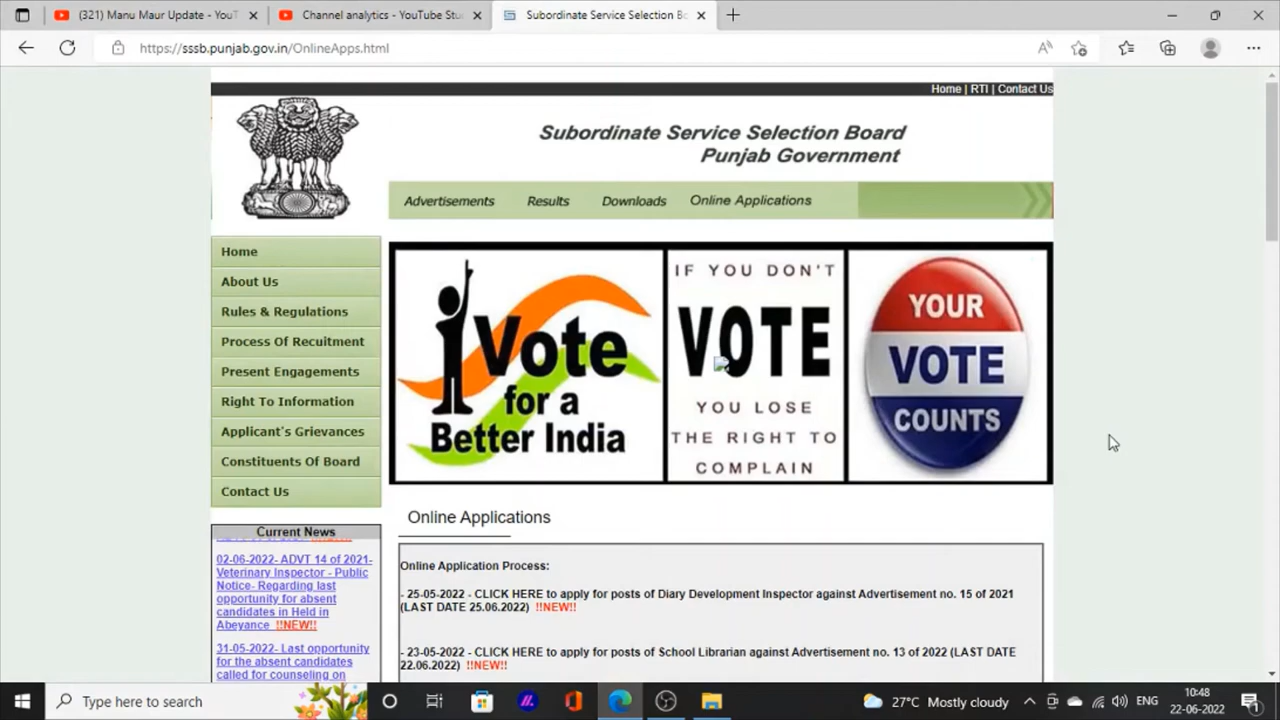 (321) Manu Maur Update - YouT
Channel analytics - YouTube Stu
Subordinate Service Selection Bo
https://sssb.punjab.gov.in/OnlineApps.html
Home | RTI | Contact Us
Subordinate Service Selection Board
Punjab Government
Advertisements Results Downloads Online Applications
Home
About Us
Rules & Regulations
Process Of Recuitment
Present Engagements
Right To Information
Applicant's Grievances
Constituents Of Board
Contact Us
Vote
for a
Better India
IF YOU DON'T
VOTE
YOU LOSE
THE RIGHT TO
COMPLAIN
YOUR
VOTE
COUNTS
Current News
02-06-2022- ADVT 14 of 2021-
Veterinary Inspector - Public
Notice- Regarding last
opportunity for absent
candidates in Held in
Abeyance !!NEW!!
31-05-2022- Last opportunity
for the absent candidates
called for counseling on
Online Applications
Online Application Process:
- 25-05-2022 - CLICK HERE to apply for posts of Diary Development Inspector against Advertisement no. 15 of 2021
(LAST DATE 25.06.2022) !!NEW!!
- 23-05-2022 - CLICK HERE to apply for posts of School Librarian against Advertisement no. 13 of 2022 (LAST DATE
22.06.2022) !!NEW!!
Type here to search
27°C Mostly cloudy
ENG
10:48
22-06-2022
1